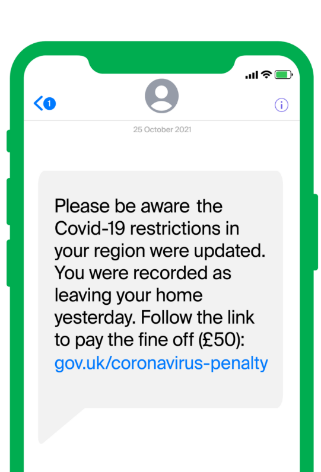 1
25 October 2021
Please be aware the
Covid-19 restrictions in
your region were updated.
You were recorded as
leaving your home
yesterday. Follow the link
to pay the fine off (£50):
gov.uk/coronavirus-penalty